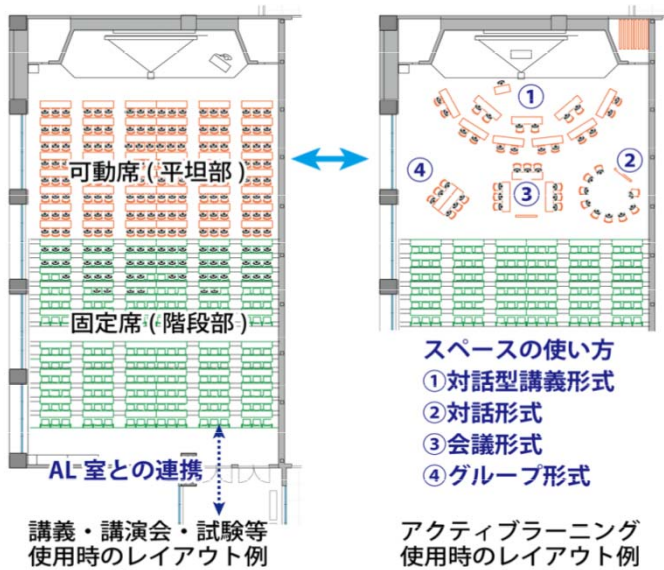 可動席(平坦部)
固定席(階段部)
AL室との連携
講義・講演会・試験等
使用時のレイアウト例
①
②
③
④
スペースの使い方
①対話型講義形式
②対話形式
③会議形式
④グループ形式
アクティブラーニング
使用時のレイアウト例